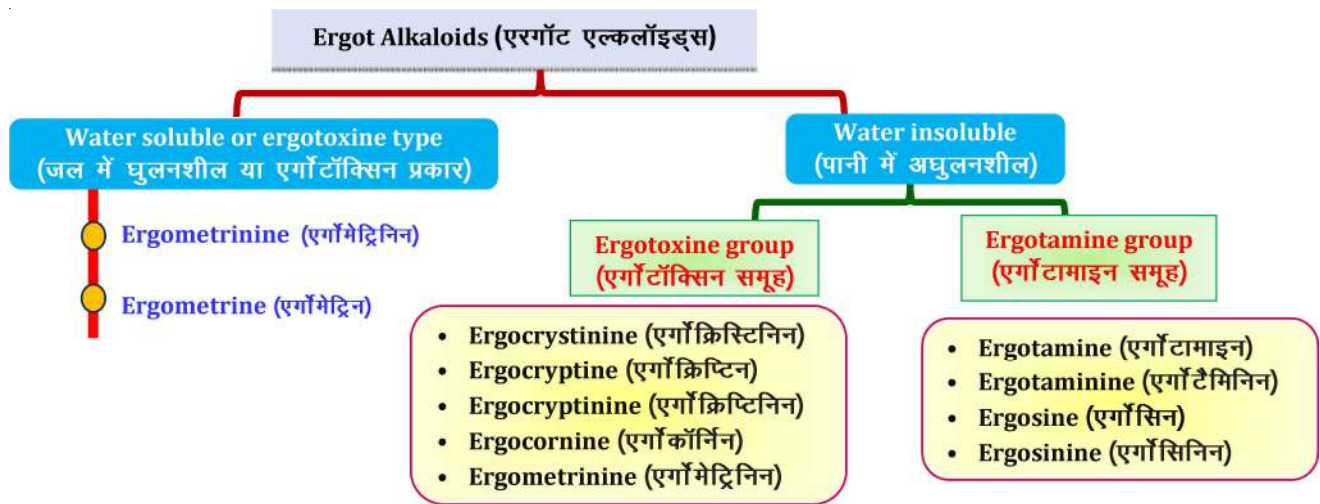 Ergot Alkaloids (एरगॉट एल्कलॉइड्स)
Water soluble or ergotoxine type
(जल में घुलनशील या एर्गोटॉक्सिन प्रकार)
Ergometrinine (एर्गोमेट्रिनिन)
Ergometrine (एर्गोमेट्रिन)
Water insoluble
(पानी में अघुलनशील)
Ergotoxine group
(एर्गोटॉक्सिन समूह)
• Ergocrystinine (एर्गोक्रिस्टिनिन)
• Ergocryptine (एर्गोक्रिप्टिन)
• Ergocryptinine (एर्गोक्रिप्टिनिन)
• Ergocornine (एर्गोकॉर्निन)
• Ergometrinine (एर्गोमेट्रिनिन)
Ergotamine group
(एर्गोटामाइन समूह)
• Ergotamine (एर्गोटामाइन)
• Ergotaminine (एर्गोटैमिनिन)
• Ergosine (एर्गोसिन)
• Ergosinine (एर्गोसिनिन)